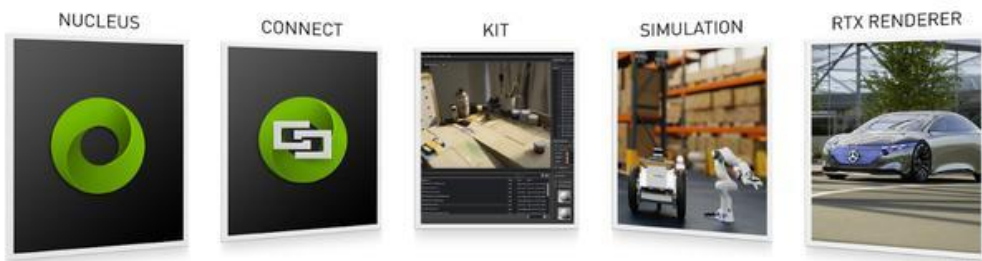 NUCLEUS
CONNECT
KIT
SIMULATION
RTX RENDERER